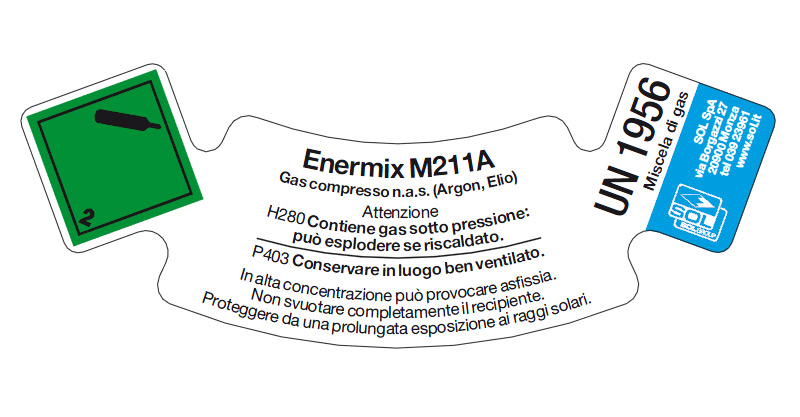 2
Enermix M211A
Gas compresso n.a.s. (Argon, Elio)
Attenzione
H280 Contiene gas sotto pressione:
può esplodere se riscaldato.
P403 Conservare in luogo ben ventilato.
In alta concentrazione può provocare asfissia.
Non svuotare completamente il recipiente.
Proteggere da una prolungata esposizione ai raggi solari.
UN 1956
Miscela di gas
SOL SpA
via Borgazzi 27
20900 Monza
tel 039 23961
www.sol.it
SOL
SOLGROUP